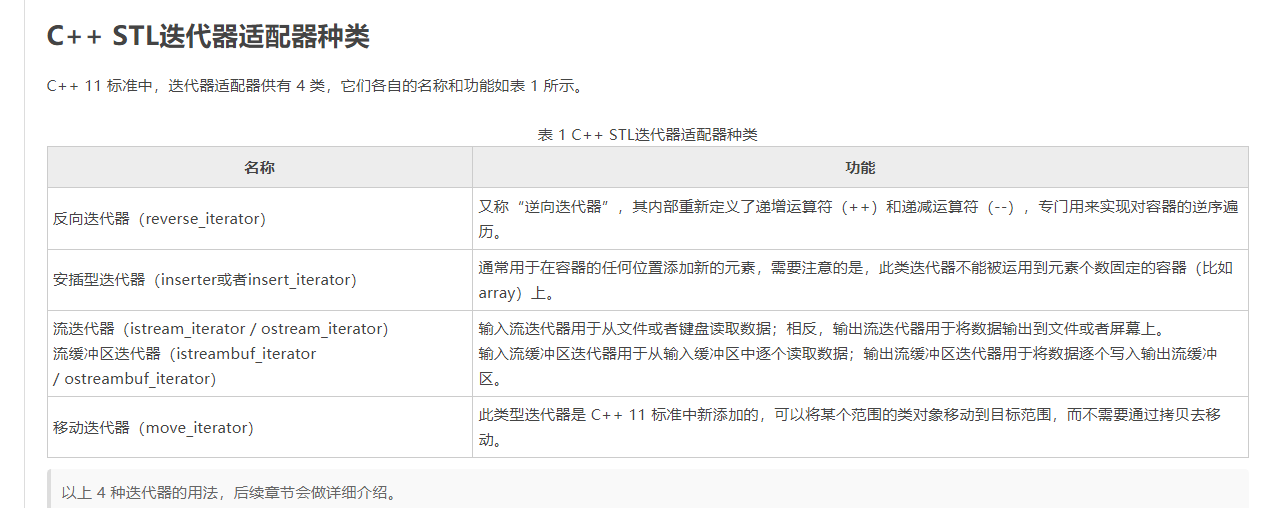 C++ STL迭代器适配器种类
C++ 11 标准中，迭代器适配器供有 4 类，它们各自的名称和功能如表 1 所示。
表 1 C++ STL迭代器适配器种类
名称
功能
反向迭代器（reverse_iterator）
又称“逆向迭代器”，其内部重新定义了递增运算符（++）和递减运算符（--），专门用来实现对容器的逆序遍
历。
安插型迭代器（inserter或者insert_iterator）
通常用于在容器的任何位置添加新的元素，需要注意的是，此类迭代器不能被运用到元素个数固定的容器（比如
array）上。
流迭代器（istream_iterator / ostream_iterator）
流缓冲区迭代器（istreambuf_iterator
/ ostreambuf_iterator）
输入流迭代器用于从文件或者键盘读取数据；相反，输出流迭代器用于将数据输出到文件或者屏幕上。
输入流缓冲区迭代器用于从输入缓冲区中逐个读取数据；输出流缓冲区迭代器用于将数据逐个写入输出流缓冲
区。
移动迭代器（move_iterator）
此类型迭代器是 C++ 11 标准中新添加的，可以将某个范围的类对象移动到目标范围，而不需要通过拷贝去移
动。
以上 4 种迭代器的用法，后续章节会做详细介绍。